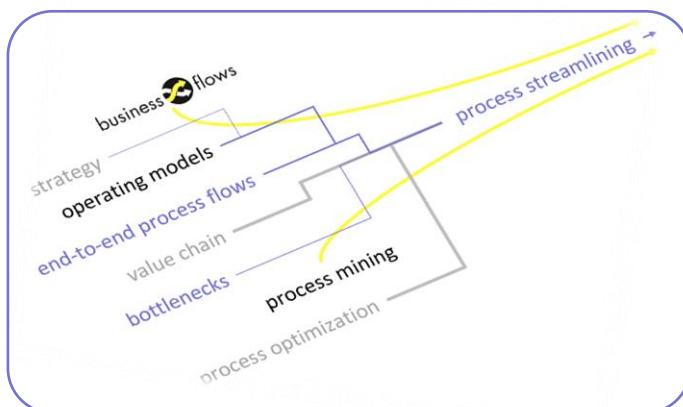 business flows
strategy
operating models
process streamlining
end-to-end process flows
value chain
bottlenecks
process mining
process optimization